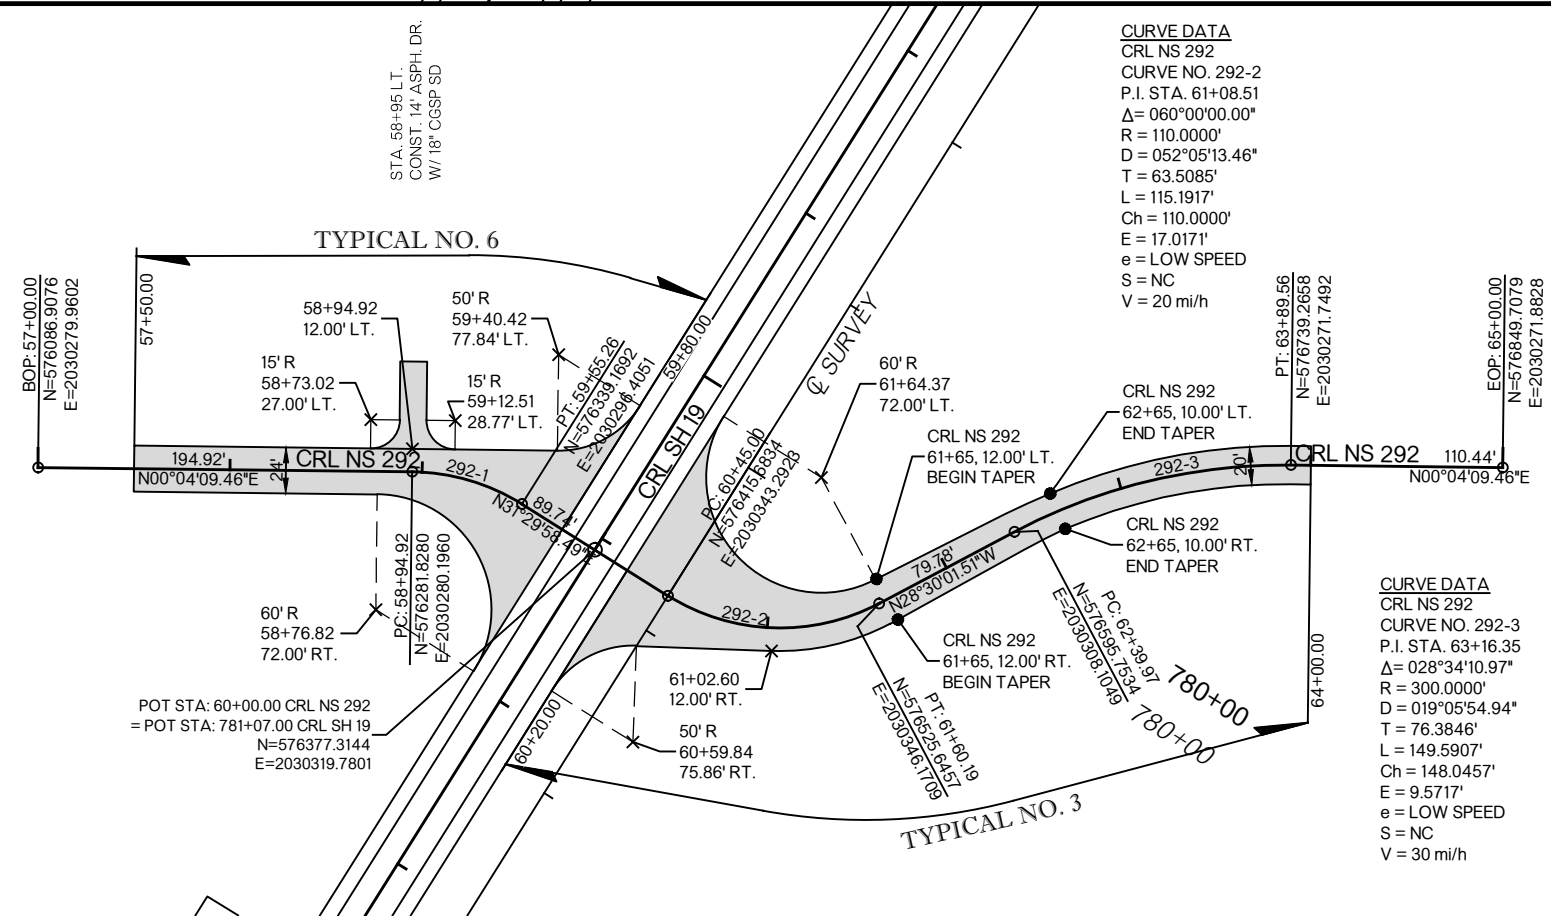 STA. 58+95 LT.
CONST. 14' ASPH. DR.
W/ 18" CGSP SD
CURVE DATA
CRL NS 292
CURVE NO. 292-2
P.I. STA. 61+08.51
Δ= 060°00'00.00"
R = 110.0000'
D = 052°05'13.46"
T = 63.5085'
L = 115.1917'
Ch = 110.0000'
E = 17.0171'
e = LOW SPEED
S = NC
V = 20 mi/h
TYPICAL NO. 6
BOP: 57+00.00
N=576086.9076
E=2030279.9602
57+50.00
58+94.92
12.00' LT.
50' R
59+40.42
77.84' LT.
15' R
58+73.02
27.00' LT.
15' R
59+12.51
28.77' LT.
PT: 59+55.26
N=576339.1692
E=2030296.4051
59+80.00
℄ SURVEY
60' R
61+64.37
72.00' LT.
CRL NS 292
61+65, 12.00' LT.
BEGIN TAPER
CRL NS 292
62+65, 10.00' LT.
END TAPER
PT: 63+89.56
N=576739.2658
E=2030271.7492
EOP: 65+00.00
N=576849.7079
E=2030271.8828
194.92'
N00°04'09.46"E
24'
CRL NS 292
292-1
89.74'
N31°29'58.49"E
CRL SH 19
PC: 60+45.00
N=576415.6834
E=2030343.2923
292-2
79.78'
N28°30'01.51"W
292-3
20'
CRL NS 292
110.44'
N00°04'09.46"E
CRL NS 292
62+65, 10.00' RT.
END TAPER
PC: 58+94.92
N=576281.8280
E=2030280.1960
60' R
58+76.82
72.00' RT.
CRL NS 292
61+65, 12.00' RT.
BEGIN TAPER
PC: 62+39.97
N=576595.7534
E=2030308.1049
PT: 61+60.19
N=576525.6457
E=2030346.1709
780+00
780+00
64+00.00
61+02.60
12.00' RT.
POT STA: 60+00.00 CRL NS 292
= POT STA: 781+07.00 CRL SH 19
N=576377.3144
E=2030319.7801
60+20.00
50' R
60+59.84
75.86' RT.
TYPICAL NO. 3
CURVE DATA
CRL NS 292
CURVE NO. 292-3
P.I. STA. 63+16.35
Δ= 028°34'10.97"
R = 300.0000'
D = 019°05'54.94"
T = 76.3846'
L = 149.5907'
Ch = 148.0457'
E = 9.5717'
e = LOW SPEED
S = NC
V = 30 mi/h